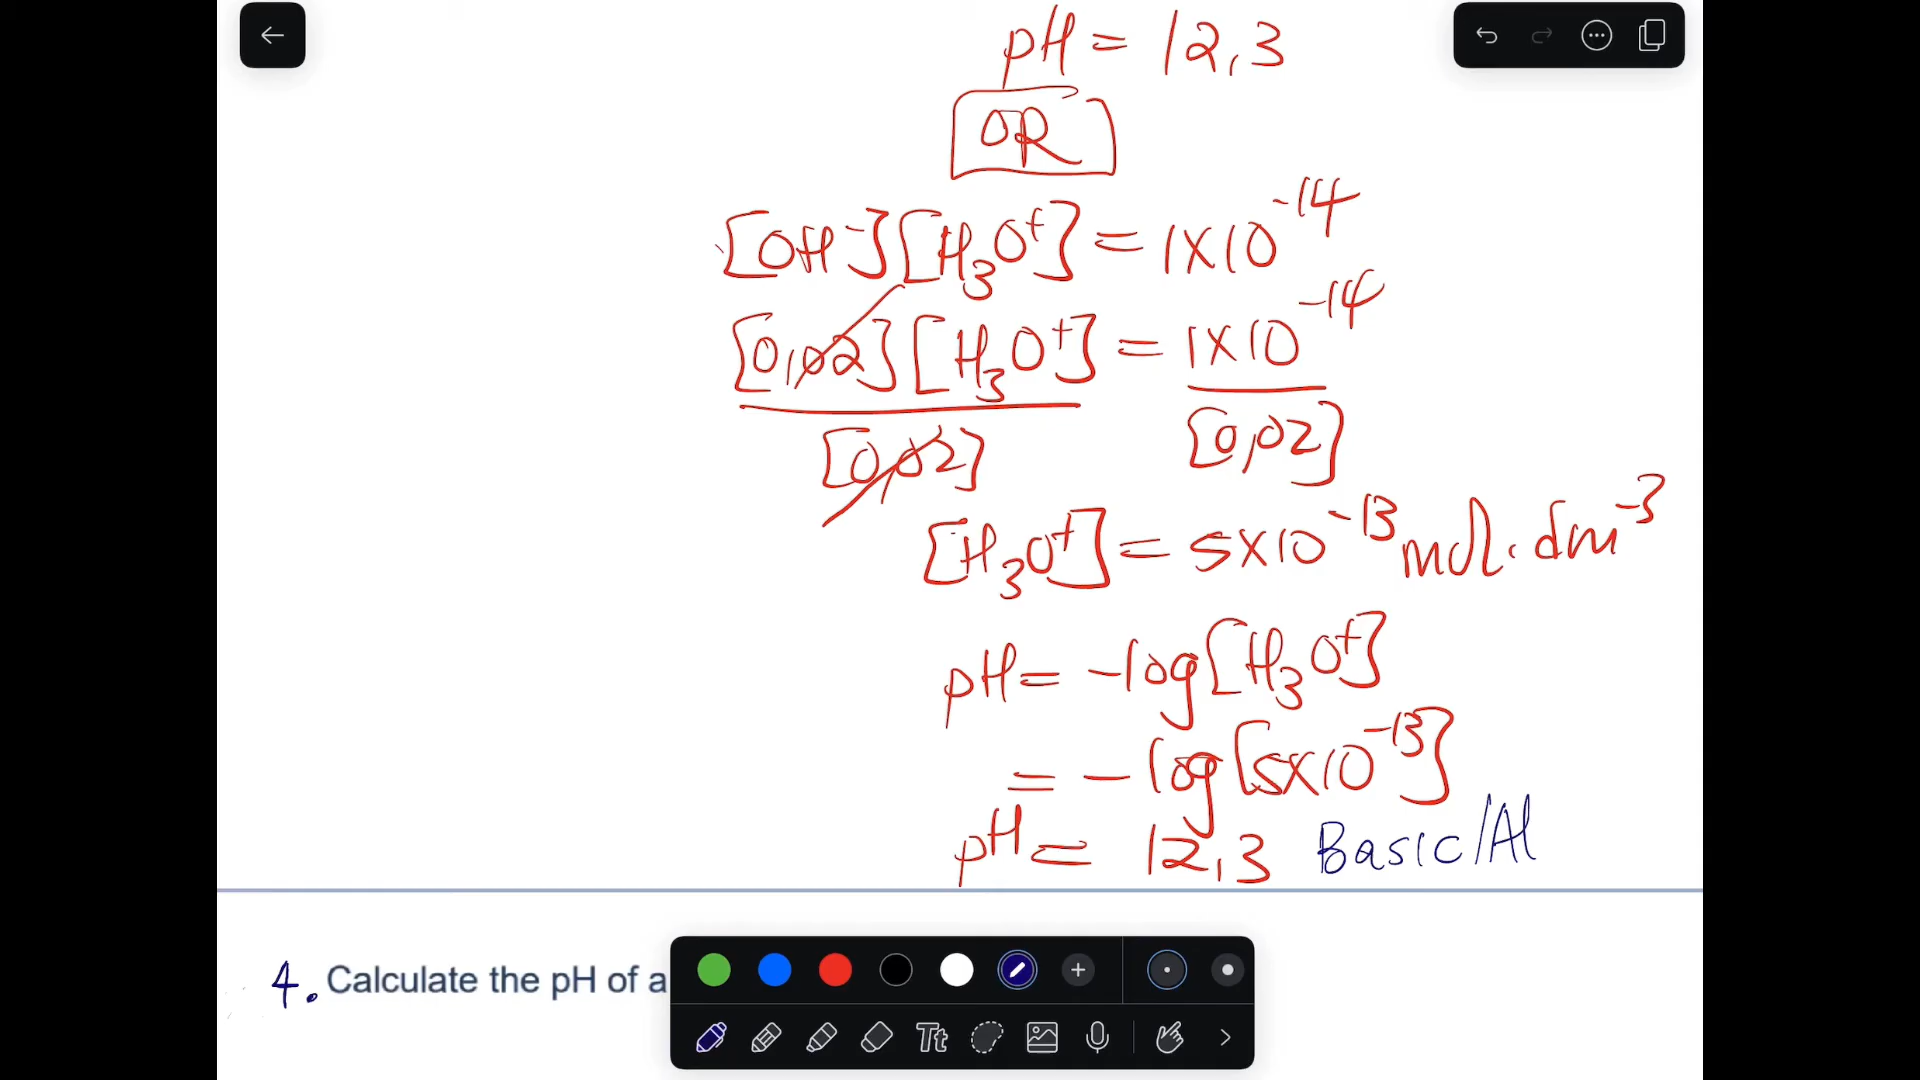 pH = 12,3
OR
[OH⁻][H₃O⁺] = 1X10⁻¹⁴
[0,02][H₃O⁺] = 1X10⁻¹⁴
[0,02] [0,02]
[H₃O⁺] = 5X10⁻¹³ mol.dm⁻³
pH = -log[H₃O⁺]
= -log[5X10⁻¹³]
pH = 12,3 Basic/Al
4. Calculate the pH of a
Tt